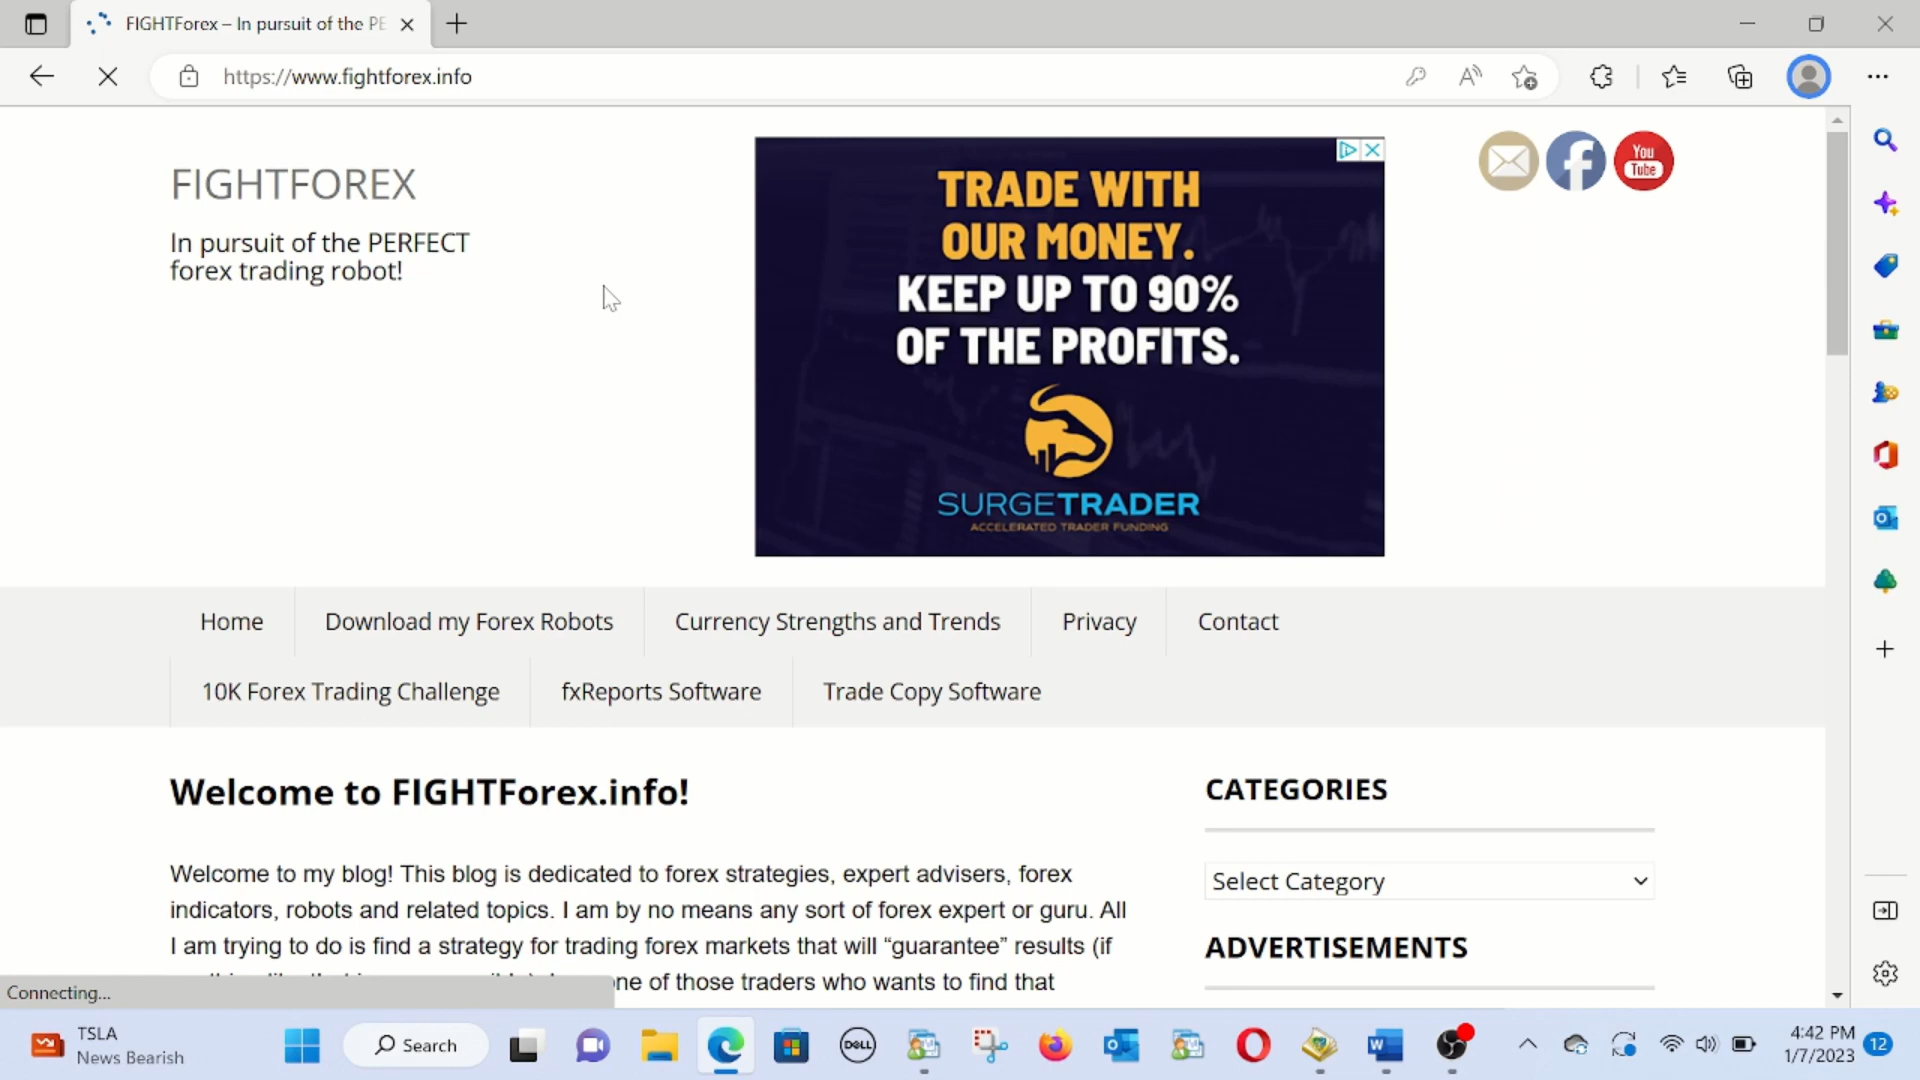 FIGHTForex – In pursuit of the PE
https://www.fightforex.info
FIGHTFOREX
In pursuit of the PERFECT
forex trading robot!
TRADE WITH
OUR MONEY.
KEEP UP TO 90%
OF THE PROFITS.
SURGETRADER
ACCELERATED TRADER FUNDING
You
Tube
Home
Download my Forex Robots
Currency Strengths and Trends
Privacy
Contact
10K Forex Trading Challenge
fxReports Software
Trade Copy Software
Welcome to FIGHTForex.info!
Welcome to my blog! This blog is dedicated to forex strategies, expert advisers, forex
indicators, robots and related topics. I am by no means any sort of forex expert or guru. All
I am trying to do is find a strategy for trading forex markets that will “guarantee” results (if
ne of those traders who wants to find that
CATEGORIES
Select Category
ADVERTISEMENTS
Connecting...
TSLA
News Bearish
Search
DELL
W
4:42 PM
1/7/2023
12